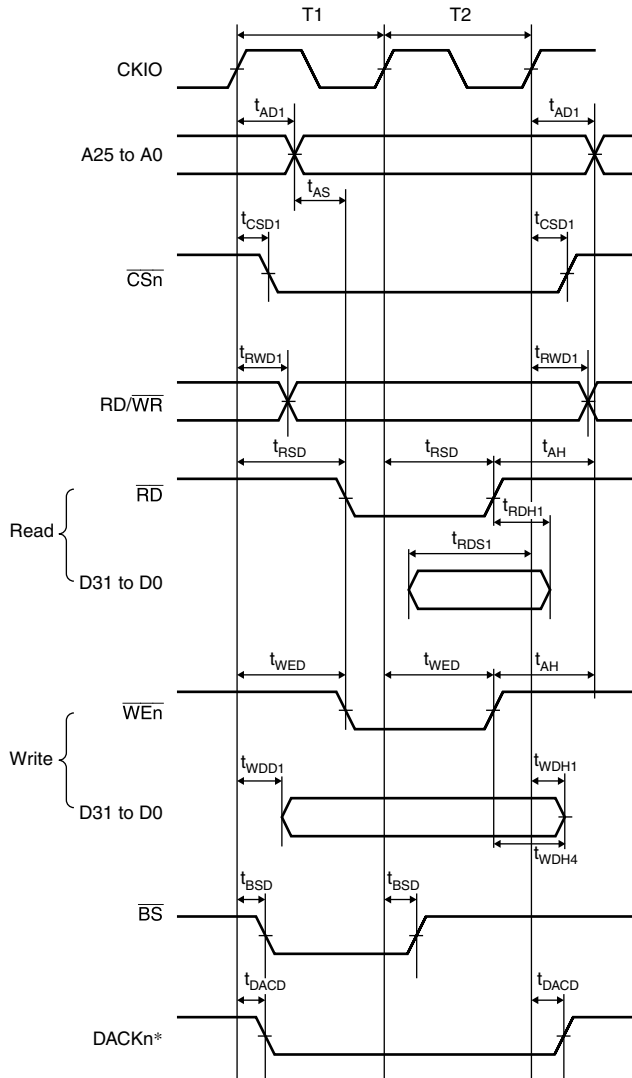 T1 T2
CKIO
tAD1 tAD1
A25 to A0
tAS
tCSD1 tCSD1
CSn
tRWD1 tRWD1
RD/WR
tRSD tRSD tAH
RD
tRDH1
Read
tRDS1
D31 to D0
tWED tWED tAH
WEn
Write
tWDD1 tWDH1
D31 to D0
tWDH4
tBSD tBSD
BS
tDACD tDACD
DACKn*